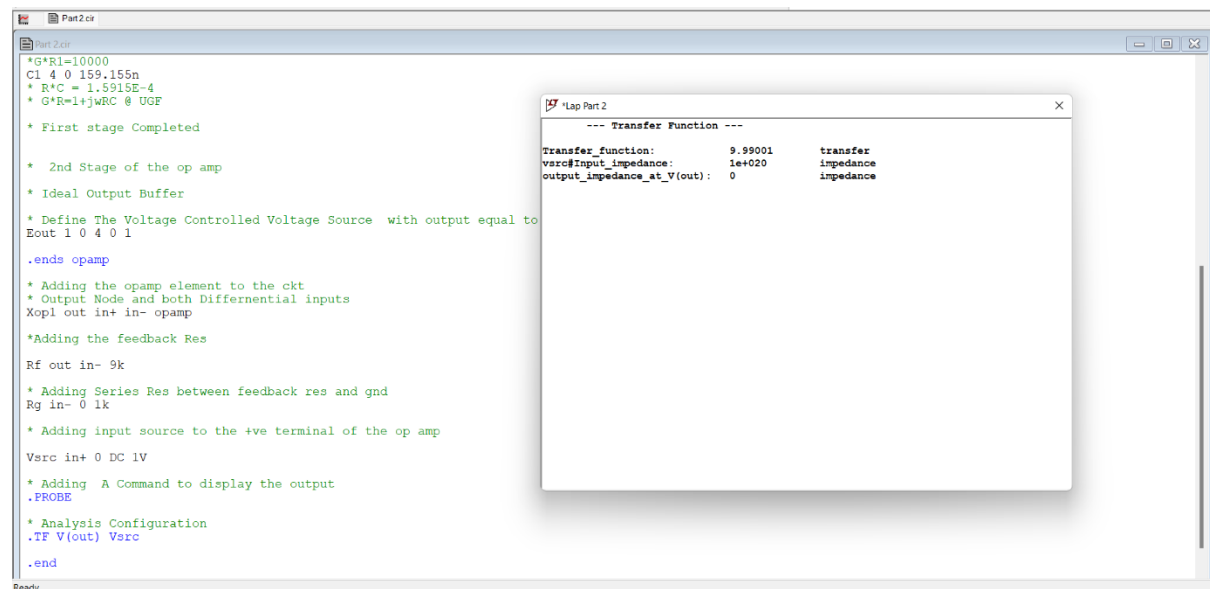 Part2.cir
Part 2.cir
*G*R1=10000
C1 4 0 159.155n
* R*C = 1.5915E-4
* G*R=1+jwRC @ UGF
* First stage Completed
*  2nd Stage of the op amp
* Ideal Output Buffer
* Define The Voltage Controlled Voltage Source  with output equal to
Eout 1 0 4 0 1
.ends opamp
* Adding the opamp element to the ckt
* Output Node and both Differnential inputs
Xop1 out in+ in- opamp
*Adding the feedback Res
Rf out in- 9k
* Adding Series Res between feedback res and gnd
Rg in- 0 1k
* Adding input source to the +ve terminal of the op amp
Vsrc in+ 0 DC 1V
* Adding  A Command to display the output
.PROBE
* Analysis Configuration
.TF V(out) Vsrc
.end
*Lap Part 2
--- Transfer Function ---
Transfer_function: 9.99001 transfer
vsrc#Input_impedance: 1e+020 impedance
output_impedance_at_V(out): 0 impedance
Ready